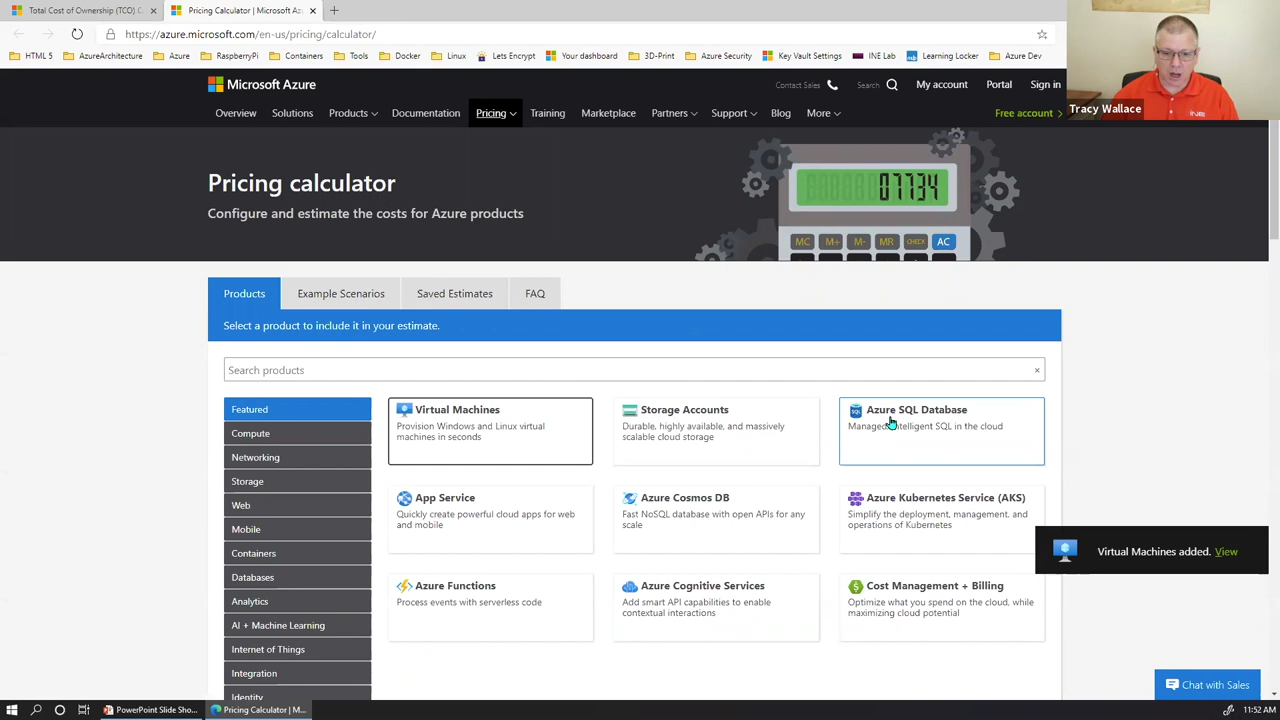 Total Cost of Ownership (TCO) C
Pricing Calculator | Microsoft Az
https://azure.microsoft.com/en-us/pricing/calculator/
HTML 5
AzureArchitecture
Azure
RaspberryPi
Containers
Tools
Docker
Linux
Lets Encrypt
Your dashboard
3D-Print
Azure Security
Key Vault Settings
INE Lab
Learning Locker
Azure Dev
Tracy Wallace
INE
Microsoft Azure
Contact Sales
Search
My account
Portal
Sign in
Overview
Solutions
Products
Documentation
Pricing
Training
Marketplace
Partners
Support
Blog
More
Free account
Pricing calculator
Configure and estimate the costs for Azure products
07734
MC M+ M- MR CHECK AC
Products
Example Scenarios
Saved Estimates
FAQ
Select a product to include it in your estimate.
Search products
Featured
Compute
Networking
Storage
Web
Mobile
Containers
Databases
Analytics
AI + Machine Learning
Internet of Things
Integration
Identity
Virtual Machines
Provision Windows and Linux virtual
machines in seconds
Storage Accounts
Durable, highly available, and massively
scalable cloud storage
Azure SQL Database
Managed, intelligent SQL in the cloud
App Service
Quickly create powerful cloud apps for web
and mobile
Azure Cosmos DB
Fast NoSQL database with open APIs for any
scale
Azure Kubernetes Service (AKS)
Simplify the deployment, management, and
operations of Kubernetes
Azure Functions
Process events with serverless code
Azure Cognitive Services
Add smart API capabilities to enable
contextual interactions
Cost Management + Billing
Optimize what you spend on the cloud, while
maximizing cloud potential
Virtual Machines added. View
Chat with Sales
PowerPoint Slide Sho...
Pricing Calculator | M...
11:52 AM